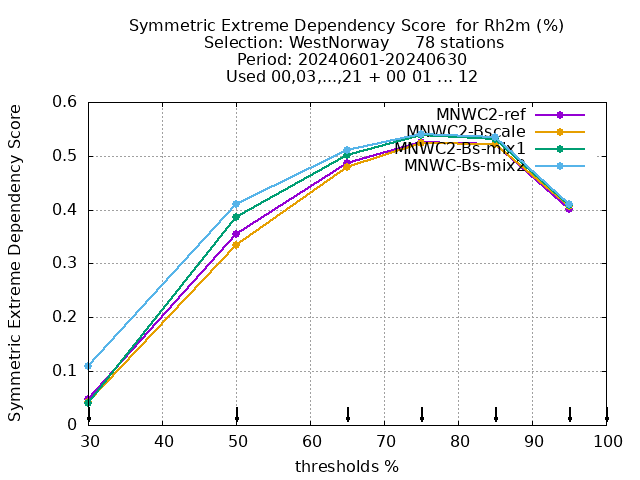 Symmetric Extreme Dependency Score  for Rh2m (%)
Selection: WestNorway     78 stations
Period: 20240601-20240630
Used 00,03,...,21 + 00 01 ... 12
Symmetric Extreme Dependency Score
0.6
0.5
0.4
0.3
0.2
0.1
0
MNWC2-ref
MNWC2-Bscale
MNWC2-Bs-mix1
MNWC-Bs-mix2
30 40 50 60 70 80 90 100
thresholds %